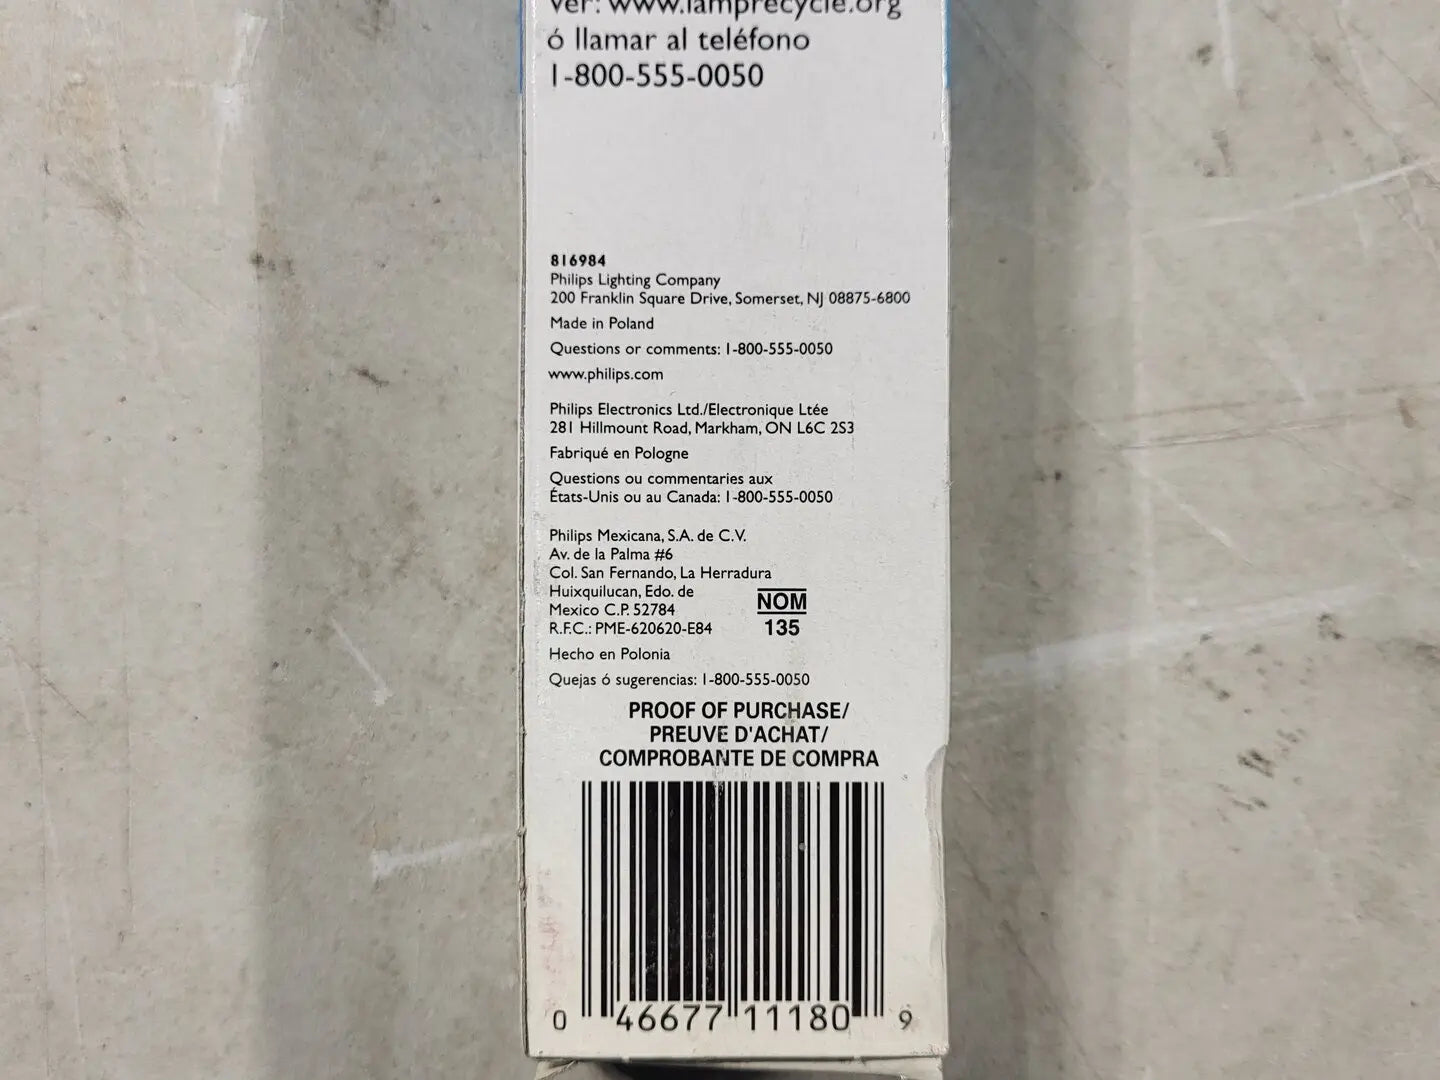 ver: www.lamprecycle.org
ó llamar al teléfono
1-800-555-0050
816984
Philips Lighting Company
200 Franklin Square Drive, Somerset, NJ 08875-6800
Made in Poland
Questions or comments: 1-800-555-0050
www.philips.com
Philips Electronics Ltd./Electronique Ltée
281 Hillmount Road, Markham, ON L6C 2S3
Fabriqué en Pologne
Questions ou commentaries aux
États-Unis ou au Canada: 1-800-555-0050
Philips Mexicana, S.A. de C.V.
Av. de la Palma #6
Col. San Fernando, La Herradura
Huixquilucan, Edo. de
Mexico C.P. 52784
R.F.C.: PME-620620-E84
NOM
135
Hecho en Polonia
Quejas ó sugerencias: 1-800-555-0050
PROOF OF PURCHASE/
PREUVE D'ACHAT/
COMPROBANTE DE COMPRA
0 46677 11180 9